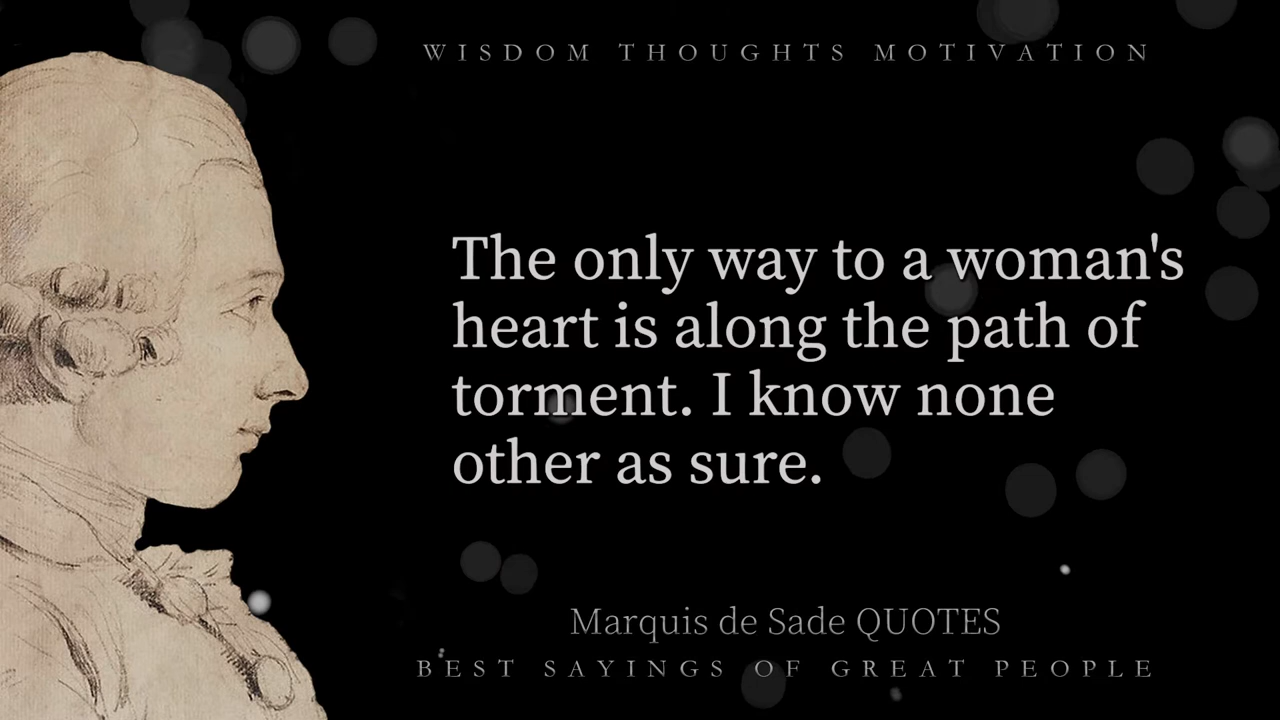 WISDOM THOUGHTS MOTIVATION
The only way to a woman's
heart is along the path of
torment. I know none
other as sure.
Marquis de Sade QUOTES
BEST SAYINGS OF GREAT PEOPLE